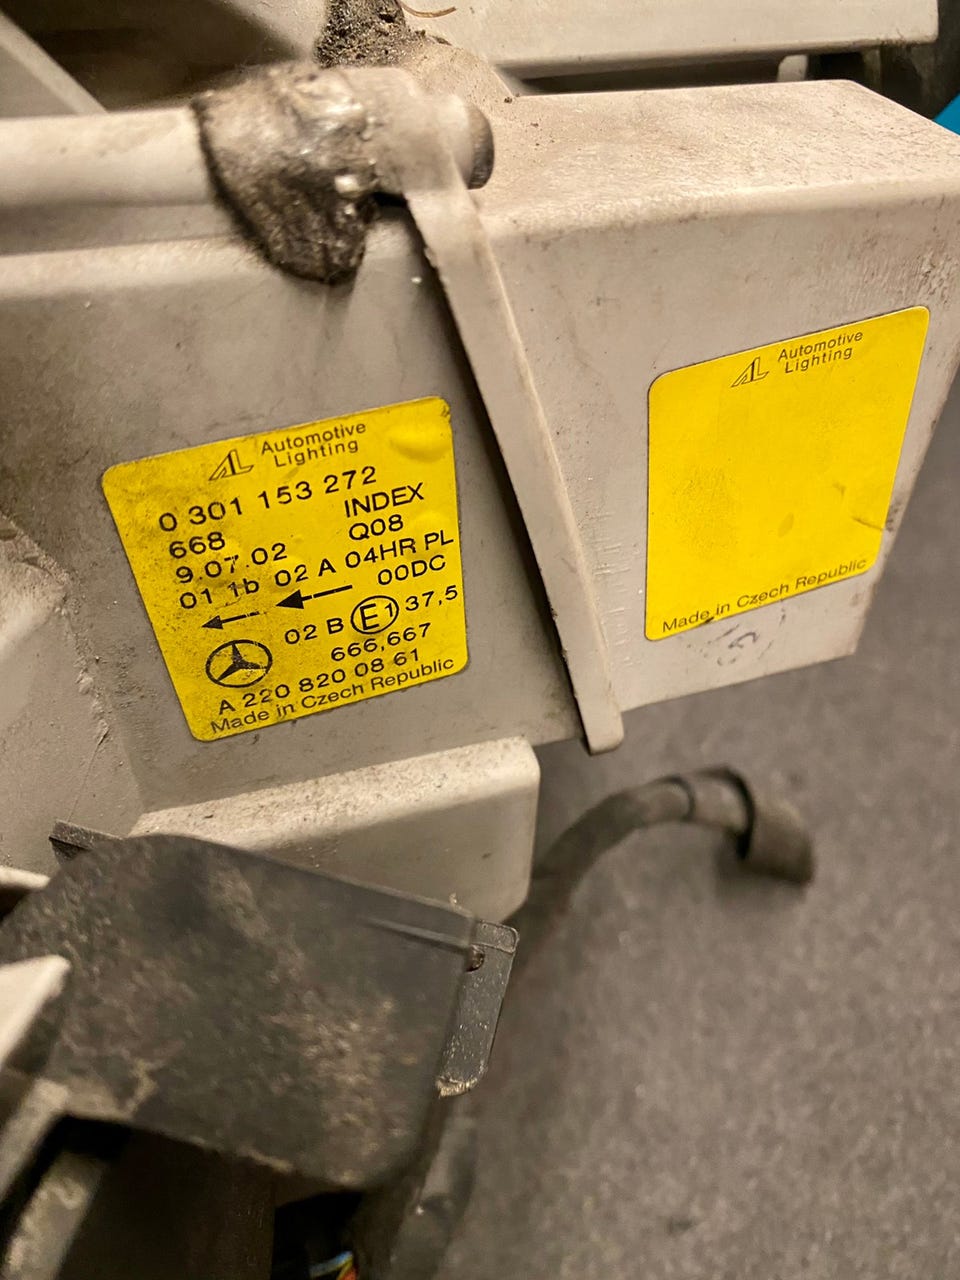 Automotive
Lighting
0 301 153 272
668 INDEX
9.07.02 Q08
01 1b 02 A 04HR PL
00DC
02 B E1 37,5
666,667
A 220 820 08 61
Made in Czech Republic
Automotive
Lighting
Made in Czech Republic